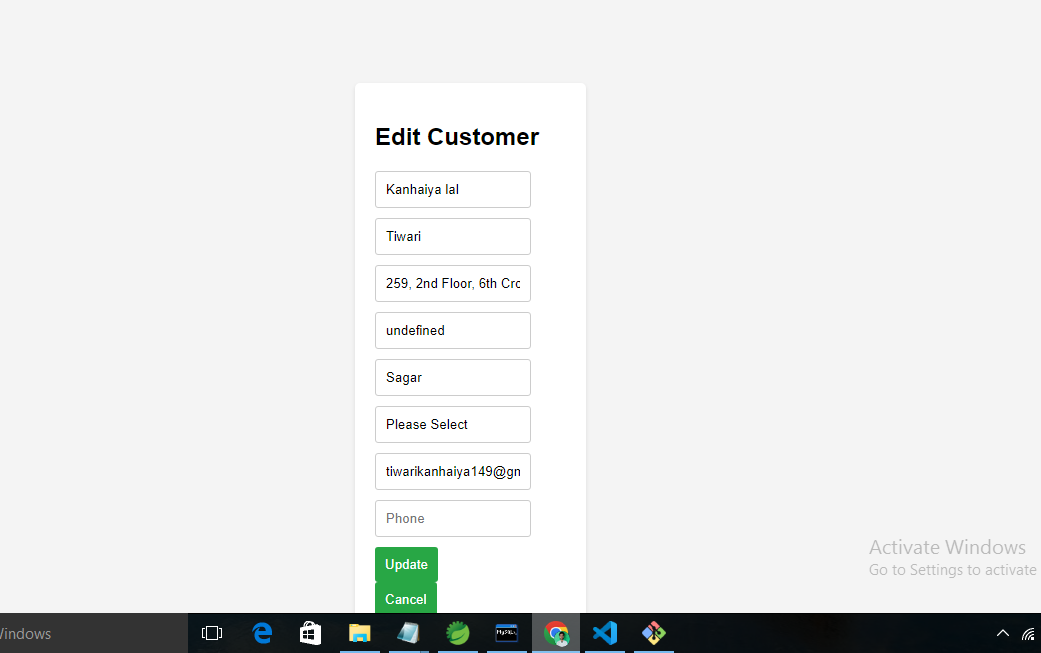 Edit Customer
Kanhaiya lal
Tiwari
259, 2nd Floor, 6th Crc
undefined
Sagar
Please Select
tiwarikanhaiya149@gn
Phone
Update
Cancel
Activate Windows
Go to Settings to activate
Windows